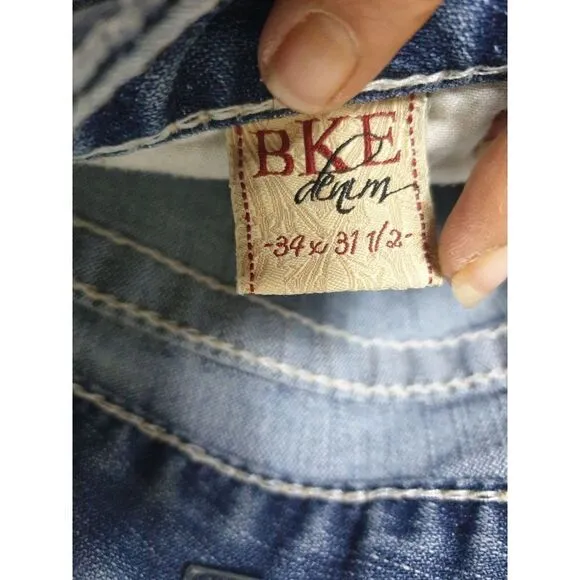 BKE
denim
-34 x 31 1/2-